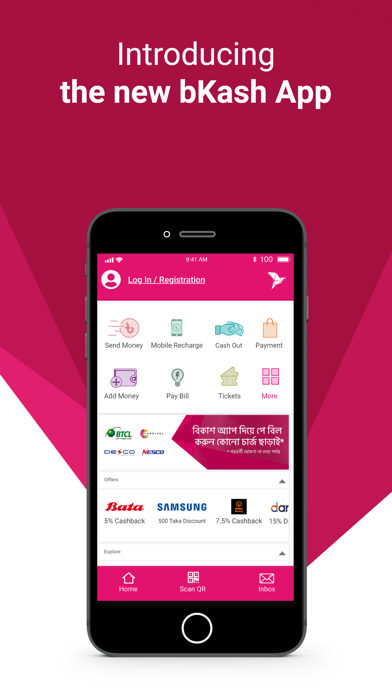 Introducing
the new bKash App
9:41 AM
100
Log In / Registration
Send Money
Mobile Recharge
Cash Out
Payment
Add Money
Pay Bill
Tickets
More
BTCL
CARNIVAL
DESCO
NESCO
বিকাশ অ্যাপ দিয়ে পে বিল
করুন কোনো চার্জ ছাড়াই*
Offers
Bata
SAMSUNG
dar
5% Cashback
500 Taka Discount
7.5% Cashback
15% D
Explore
Home
Scan QR
Inbox